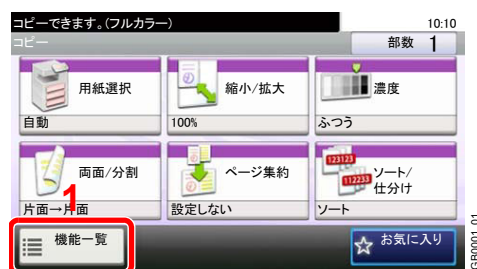 コピーできます。(フルカラー)
10:10
コピー
部数 1
用紙選択
自動
縮小/拡大
100%
濃度
ふつう
両面/分割
片面→片面
1
ページ集約
設定しない
123123
112233
ソート/
仕分け
ソート
機能一覧
お気に入り
GB0001_01